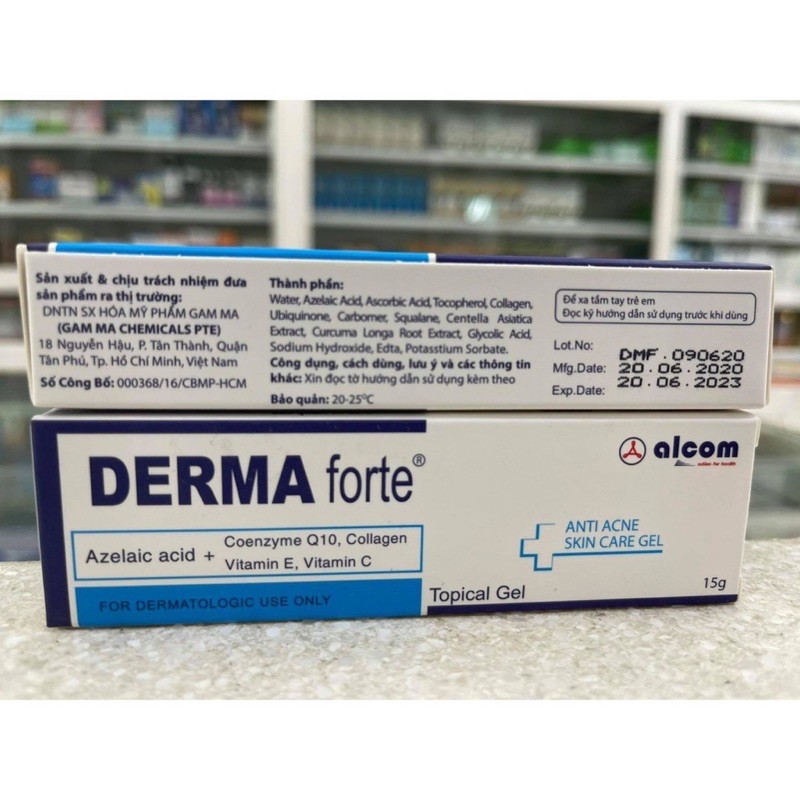 Sản xuất & chịu trách nhiệm đưa
sản phẩm ra thị trường:
DNTN SX HÓA MỸ PHẨM GAM MA
(GAM MA CHEMICALS PTE)
18 Nguyễn Hậu, P. Tân Thành, Quận
Tân Phú, Tp. Hồ Chí Minh, Việt Nam
Số Công Bố: 000368/16/CBMP-HCM
Thành phần:
Water, Azelaic Acid, Ascorbic Acid, Tocopherol, Collagen,
Ubiquinone, Carbomer, Squalane, Centella Asiatica
Extract, Curcuma Longa Root Extract, Glycolic Acid,
Sodium Hydroxide, Edta, Potasstium Sorbate.
Công dụng, cách dùng, lưu ý và các thông tin
khác: Xin đọc tờ hướng dẫn sử dụng kèm theo
Bảo quản: 20-25⁰C
Để xa tầm tay trẻ em
Đọc kỹ hướng dẫn sử dụng trước khi dùng
Lot.No: DMF.090620
Mfg.Date: 20.06.2020
Exp.Date: 20.06.2023
DERMA forte®
Azelaic acid + Coenzyme Q10, Collagen
Vitamin E, Vitamin C
FOR DERMATOLOGIC USE ONLY
Topical Gel
alcom
action for health
ANTI ACNE
SKIN CARE GEL
15g